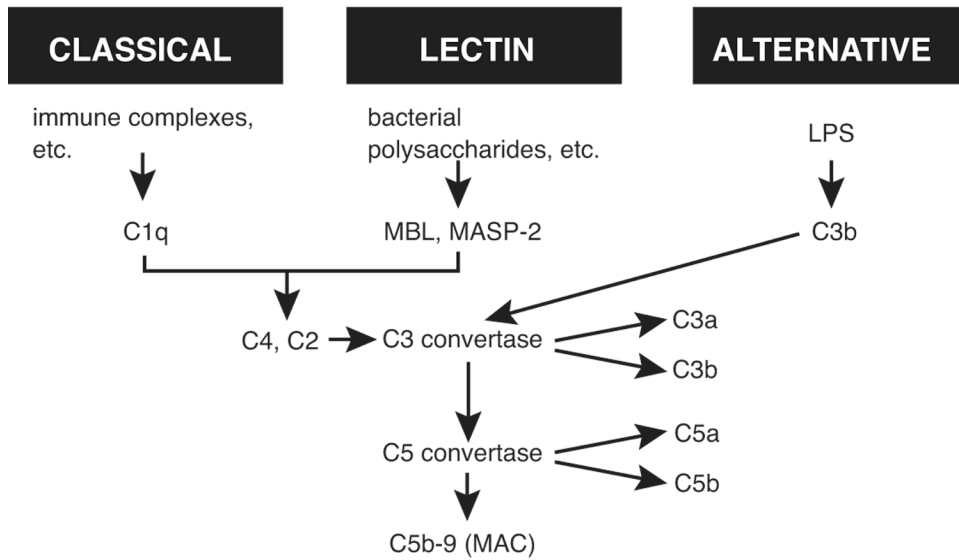 CLASSICAL
LECTIN
ALTERNATIVE
immune complexes,
etc.
bacterial
polysaccharides, etc.
LPS
C1q
MBL, MASP-2
C3b
C4, C2
C3 convertase
C3a
C3b
C5 convertase
C5a
C5b
C5b-9 (MAC)